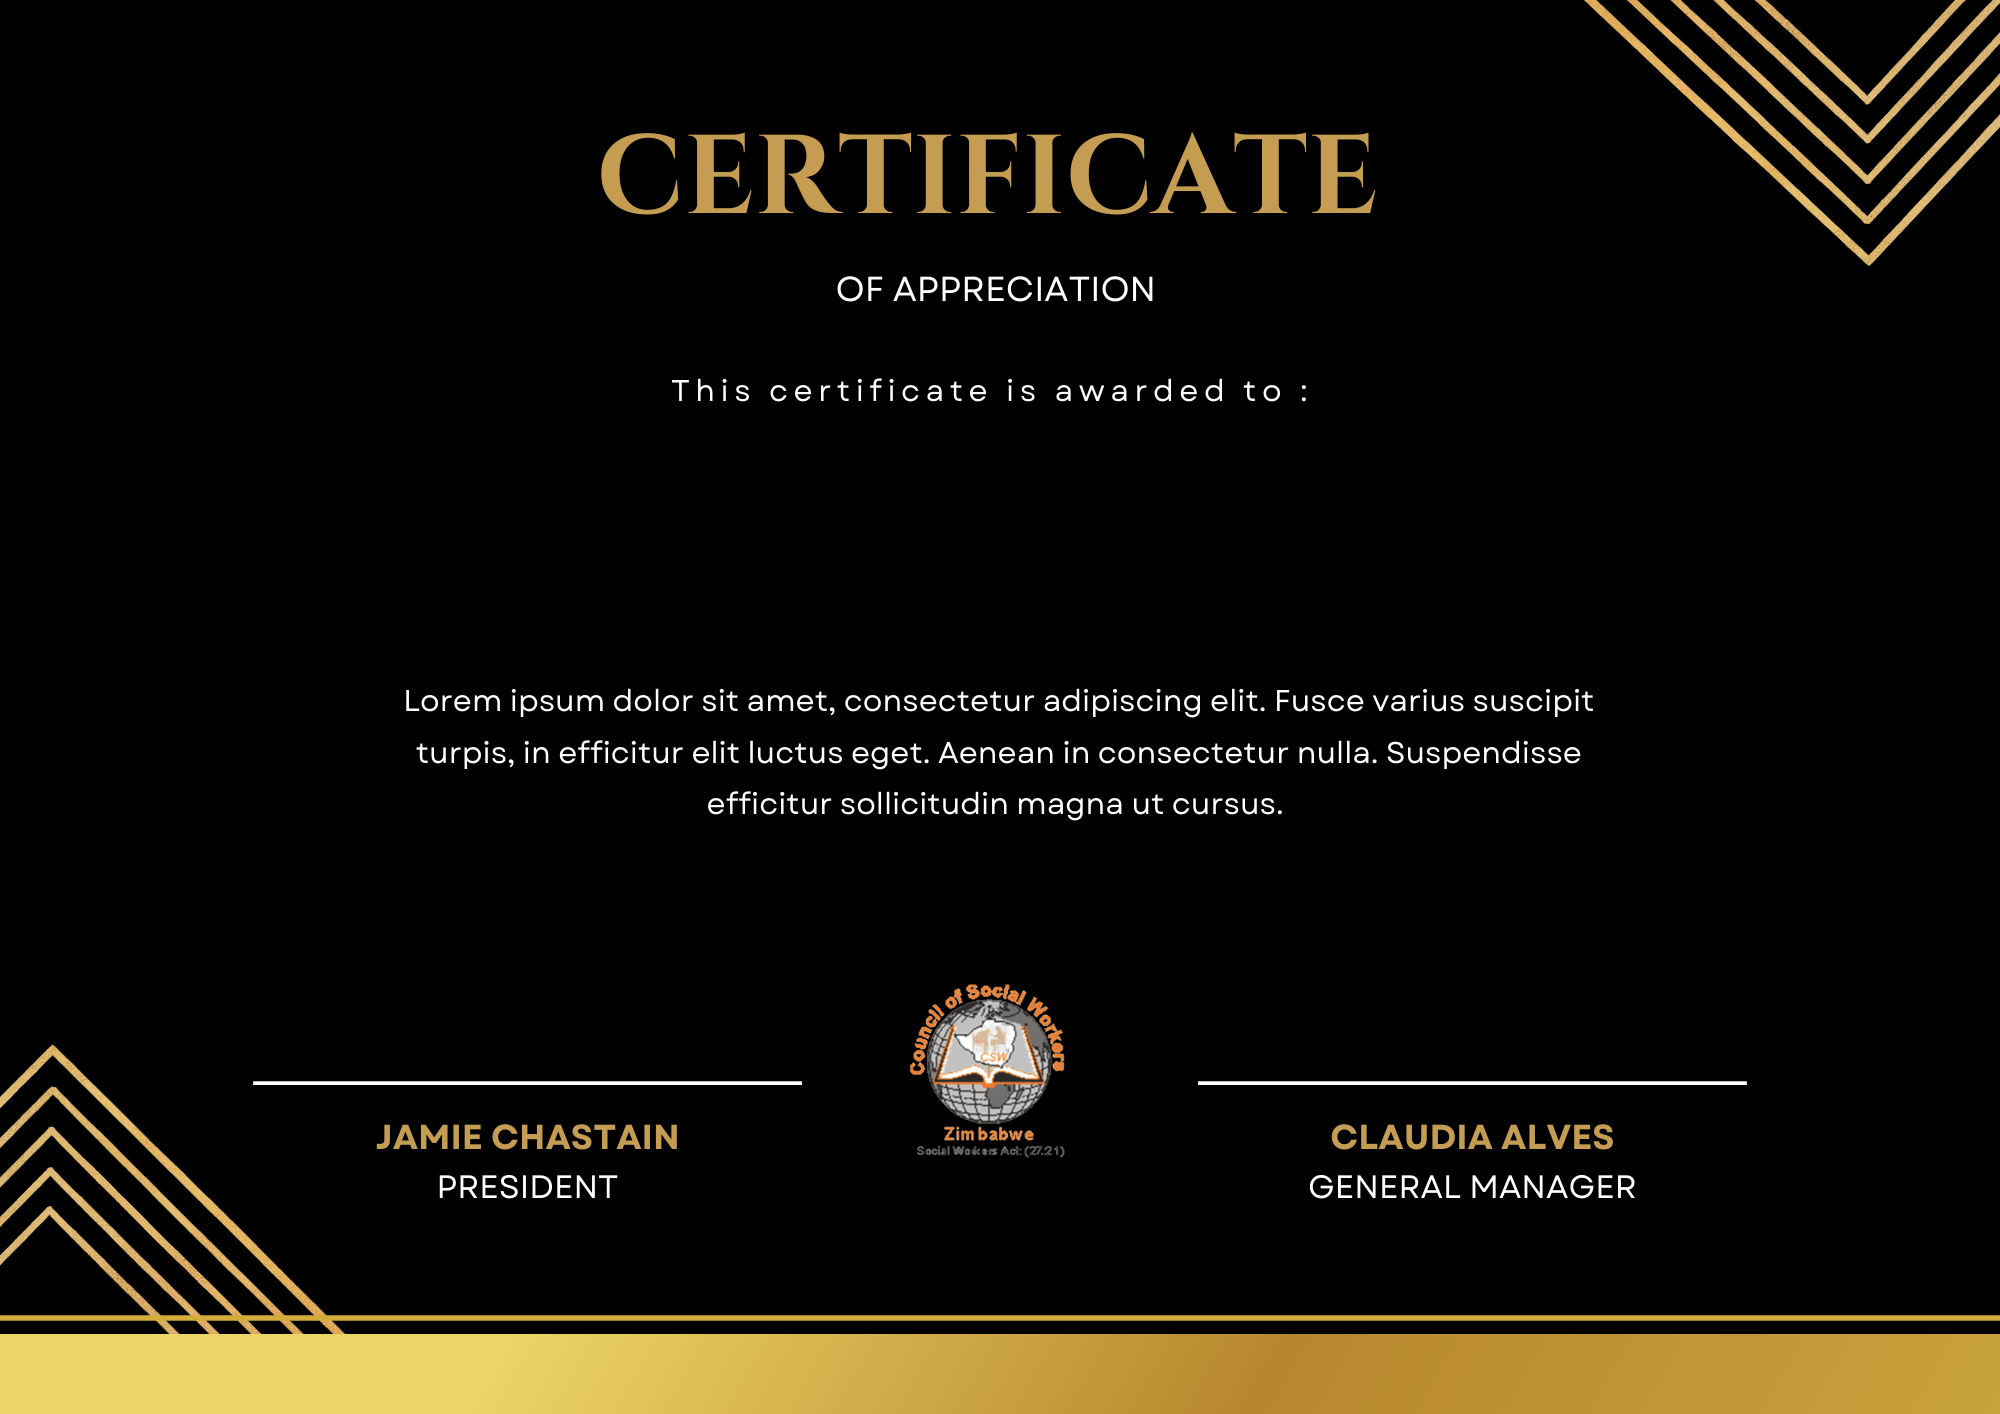 CERTIFICATE
OF APPRECIATION
This certificate is awarded to :
Lorem ipsum dolor sit amet, consectetur adipiscing elit. Fusce varius suscipit
turpis, in efficitur elit luctus eget. Aenean in consectetur nulla. Suspendisse
efficitur sollicitudin magna ut cursus.
Council of Social Workers
CSW
Zimbabwe
Social Workers Act: (27.21)
JAMIE CHASTAIN
PRESIDENT
CLAUDIA ALVES
GENERAL MANAGER